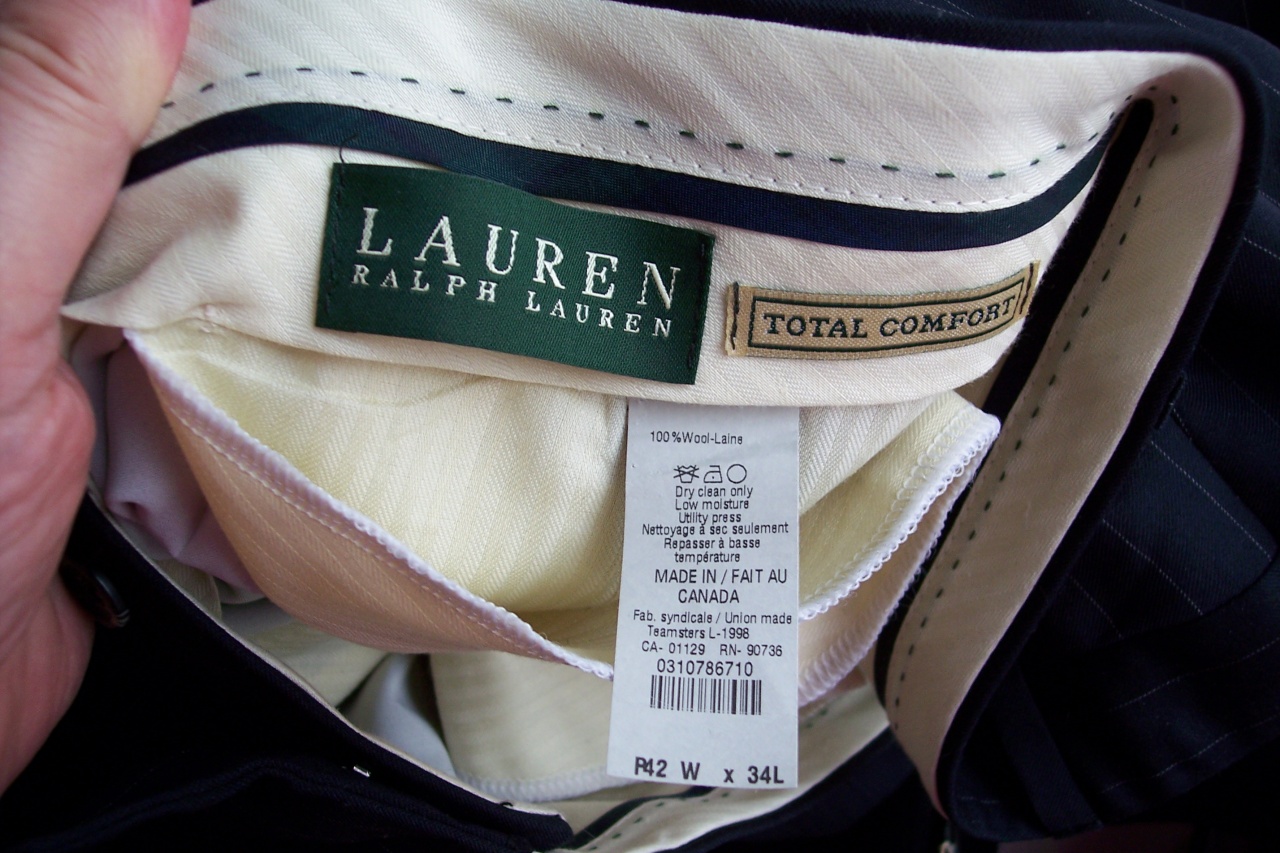 LAUREN
RALPH LAUREN
TOTAL COMFORT
100%Wool-Laine
Dry clean only
Low moisture
Utility press
Nettoyage à sec seulement
Repasser à basse
température
MADE IN / FAIT AU
CANADA
Fab. syndicale / Union made
Teamsters L-1998
CA- 01129 RN- 90736
0310786710
P42 W x 34L